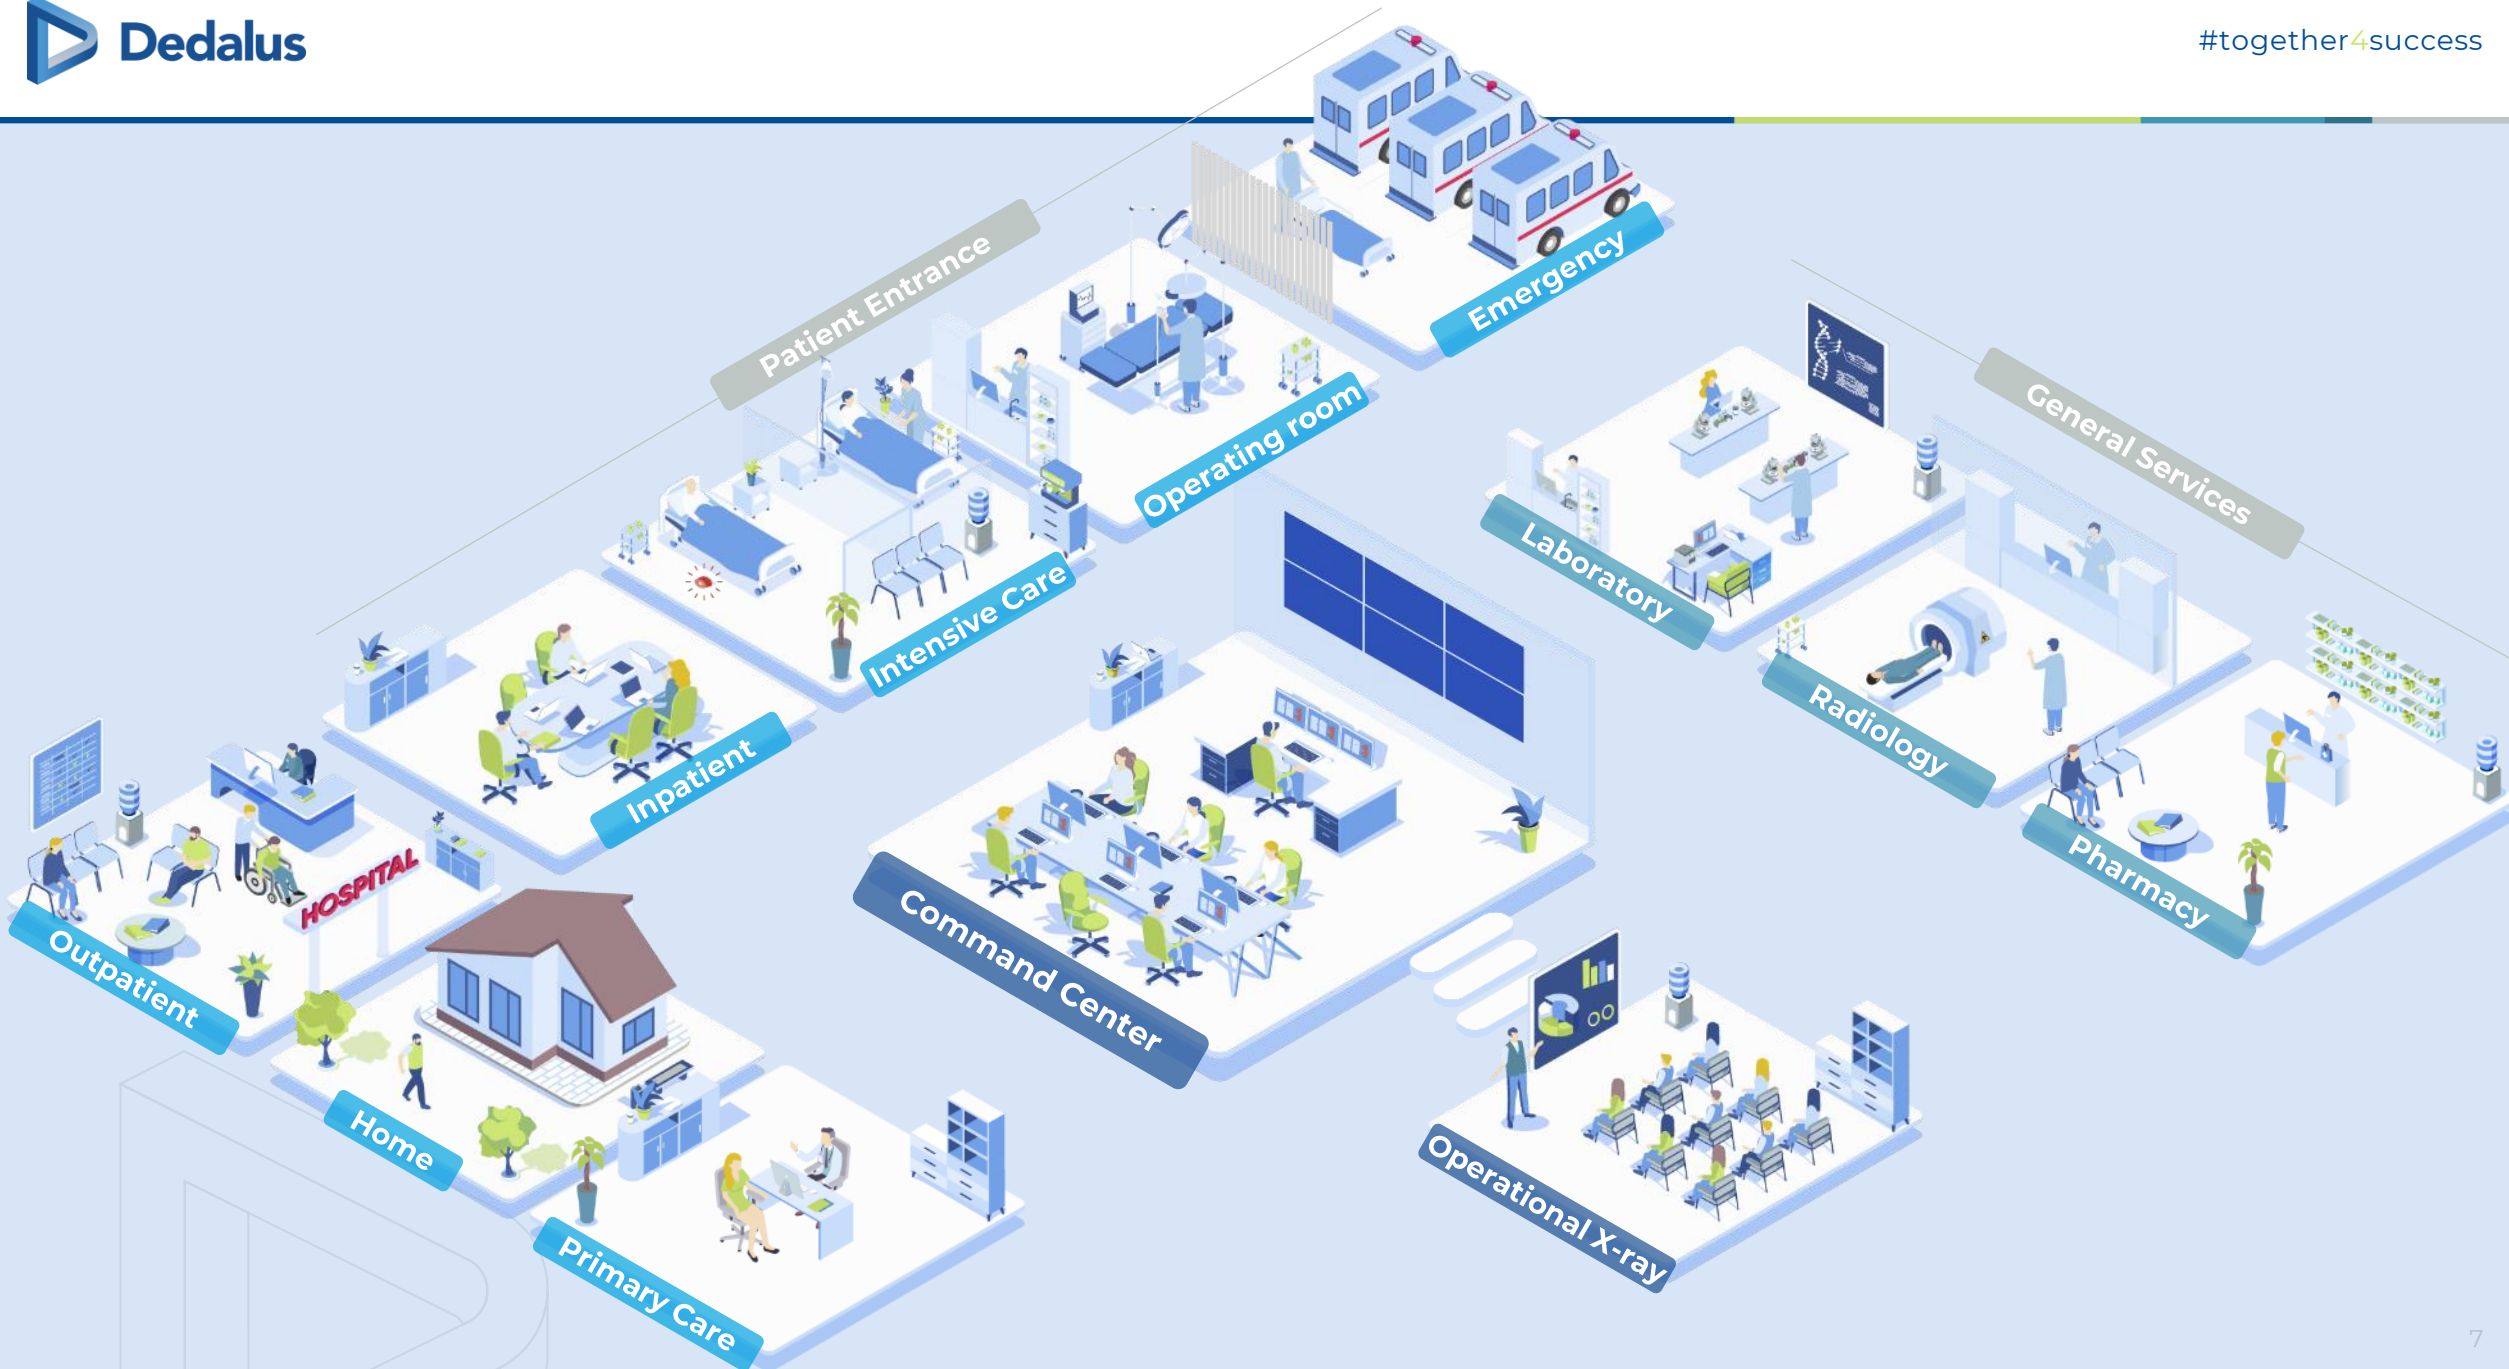 Dedalus
#together4success
Patient Entrance
Emergency
General Services
Operating room
Laboratory
Intensive Care
Radiology
Inpatient
Pharmacy
HOSPITAL
Command Center
Outpatient
Home
Operational X-ray
Primary Care
7